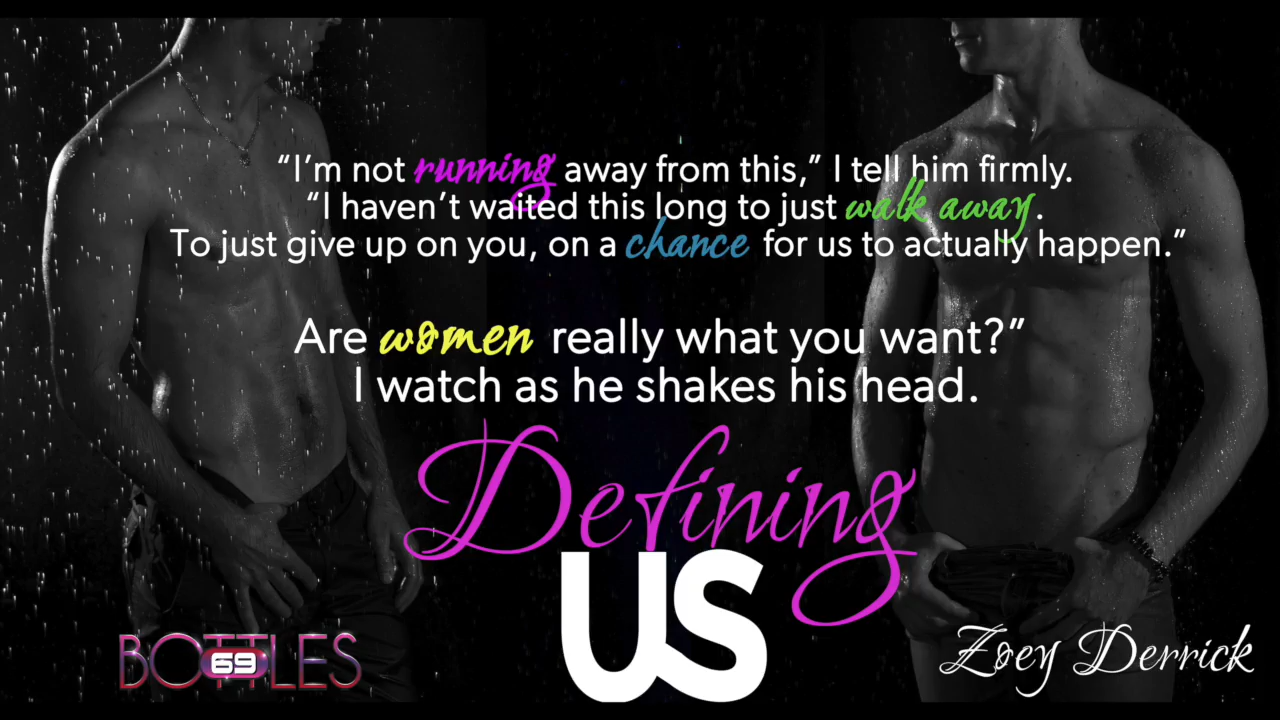 “I’m not running away from this,” I tell him firmly.
“I haven’t waited this long to just walk away.
To just give up on you, on a chance for us to actually happen.”
Are women really what you want?”
I watch as he shakes his head.
Defining
US
BOTTLES
69
Zoey Derrick